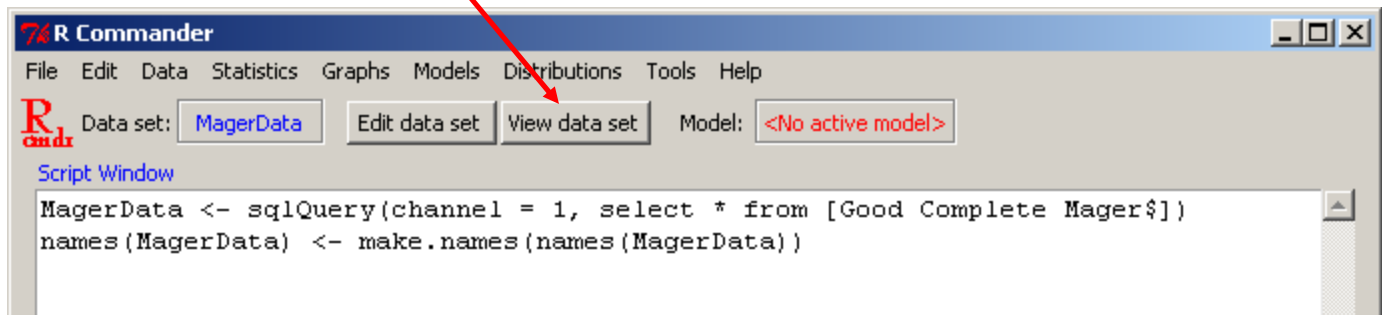 R Commander
File Edit Data Statistics Graphs Models Distributions Tools Help
R cmdr Data set: MagerData Edit data set View data set Model: <No active model>
Script Window
MagerData <- sqlQuery(channel = 1, select * from [Good Complete Mager$])
names(MagerData) <- make.names(names(MagerData))